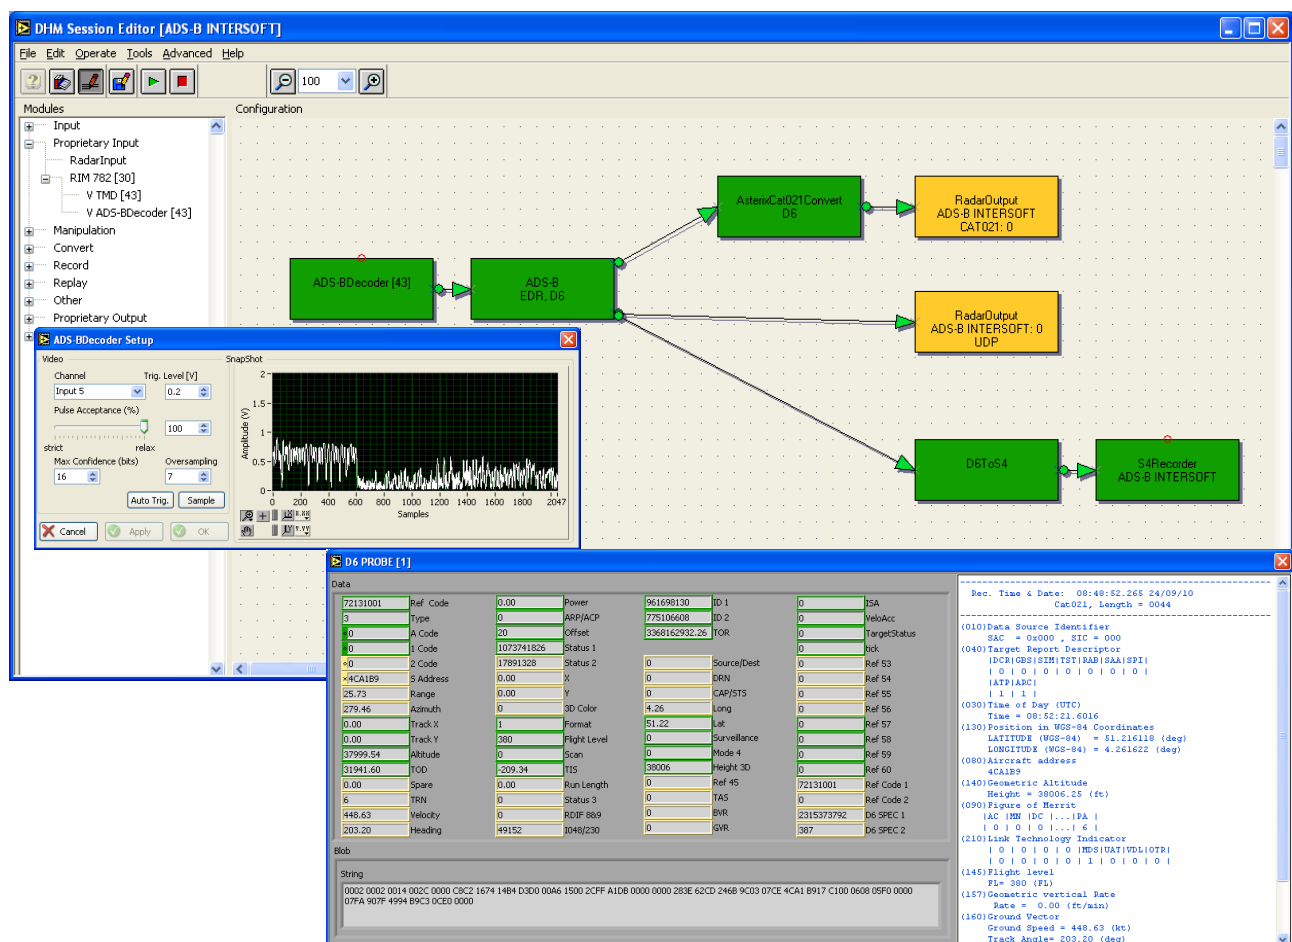 DHM Session Editor [ADS-B INTERSOFT]
File Edit Operate Tools Advanced Help
100
Modules
Configuration
Input
Proprietary Input
RadarInput
RIM 782 [30]
V TMD [43]
V ADS-BDecoder [43]
Manipulation
Convert
Record
Replay
Other
Proprietary Output
AsterixCat021Convert
D6
RadarOutput
ADS-B INTERSOFT
CAT021: 0
ADS-BDecoder [43]
ADS-B
EDR, D6
RadarOutput
ADS-B INTERSOFT: 0
UDP
D6ToS4
S4Recorder
ADS-B INTERSOFT
ADS-BDecoder Setup
Video
SnapShot
Channel Trig. Level [V]
Input 5 0.2
Pulse Acceptance (%)
100
strict relax
Max Confidence (bits) Oversampling
16 7
Auto Trig. Sample
Cancel Apply OK
Amplitude (V)
2
1.5
1
0.5
0
0 200 400 600 800 1000 1200 1400 1600 1800 2047
Samples
D6 PROBE [1]
Data
72131001 Ref Code 0.00 Power 961698130 ID 1 0 ISA
3 Type 0 ARP/ACP 775106608 ID 2 0 VeloAcc
0 A Code 20 Offset 3368162932.26 TOR 0 TargetStatus
0 1 Code 1073741826 Status 1 0 tick
0 2 Code 17891328 Status 2 0 Source/Dest 0 Ref 53
4CA1B9 S Address 0.00 X 0 DRN 0 Ref 54
25.73 Range 0.00 Y 0 CAP/STS 0 Ref 55
279.46 Azimuth 0 3D Color 4.26 Long 0 Ref 56
0.00 Track X 1 Format 51.22 Lat 0 Ref 57
0.00 Track Y 380 Flight Level 0 Surveillance 0 Ref 58
37999.54 Altitude 0 Scan 0 Mode 4 0 Ref 59
31941.60 TOD -209.34 TIS 38006 Height 3D 0 Ref 60
0.00 Spare 0.00 Run Length 0 Ref 45 72131001 Ref Code 1
6 TRN 0 Status 3 0 TAS 0 Ref Code 2
448.63 Velocity 0 RDIF 88.9 0 BVR 2315373792 D6 SPEC 1
203.20 Heading 49152 I048/230 0 GVR 387 D6 SPEC 2
Blob
String
0002 0002 0014 002C 0000 C8C2 1674 14B4 D3D0 00A6 1500 2CFF A1DB 0000 0000 283E 62CD 246B 9C03 07CE 4CA1 B917 C100 0608 05F0 0000
07FA 907F 4994 B9C3 0CE0 0000
Rec. Time & Date: 08:48:52.265 24/09/10
Cat021, Length = 0044
(010)Data Source Identifier
SAC = 0x000 , SIC = 000
(040)Target Report Descriptor
|DCR|GBS|SIM|TST|RAB|SAA|SPI|
| 0 | 0 | 0 | 0 | 0 | 0 | 0 |
|ATP|ARC|
| 1 | 1 |
(030)Time of Day (UTC)
Time = 08:52:21.6016
(130)Position in WGS-84 Coordinates
LATITUDE (WGS-84) = 51.216118 (deg)
LONGITUDE (WGS-84) = 4.261622 (deg)
(080)Aircraft address
4CA1B9
(140)Geometric Altitude
Height = 38006.25 (ft)
(090)Figure of Merrit
|AC |MN |DC |...|PA |
| 0 | 0 | 0 |...| 6 |
(210)Link Technology Indicator
| 0 | 0 | 0 | 0 |MDS|UAT|VDL|OTR|
| 0 | 0 | 0 | 0 | 1 | 0 | 0 | 0 |
(145)Flight level
FL= 380 (FL)
(157)Geometric vertical Rate
Rate = 0.00 (ft/min)
(160)Ground Vector
Ground Speed = 448.63 (kt)
Track Angle= 203.20 (deg)